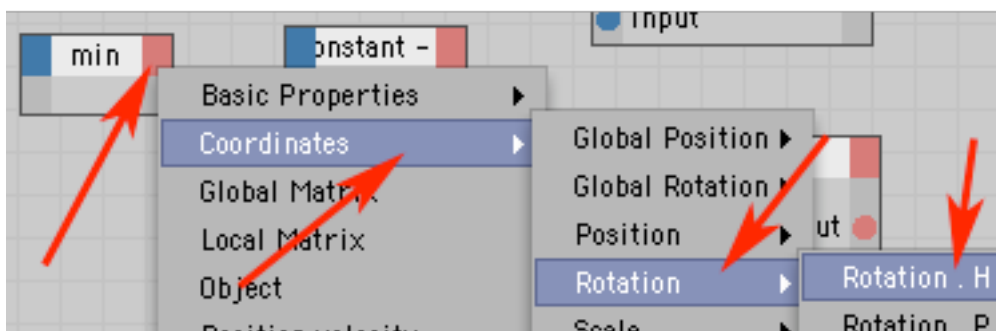 Input
min
onstant -
Basic Properties
Coordinates
Global Matrix
Local Matrix
Object
Global Position
Global Rotation
Position
Rotation
Scale
ut
Rotation . H
Rotation . P